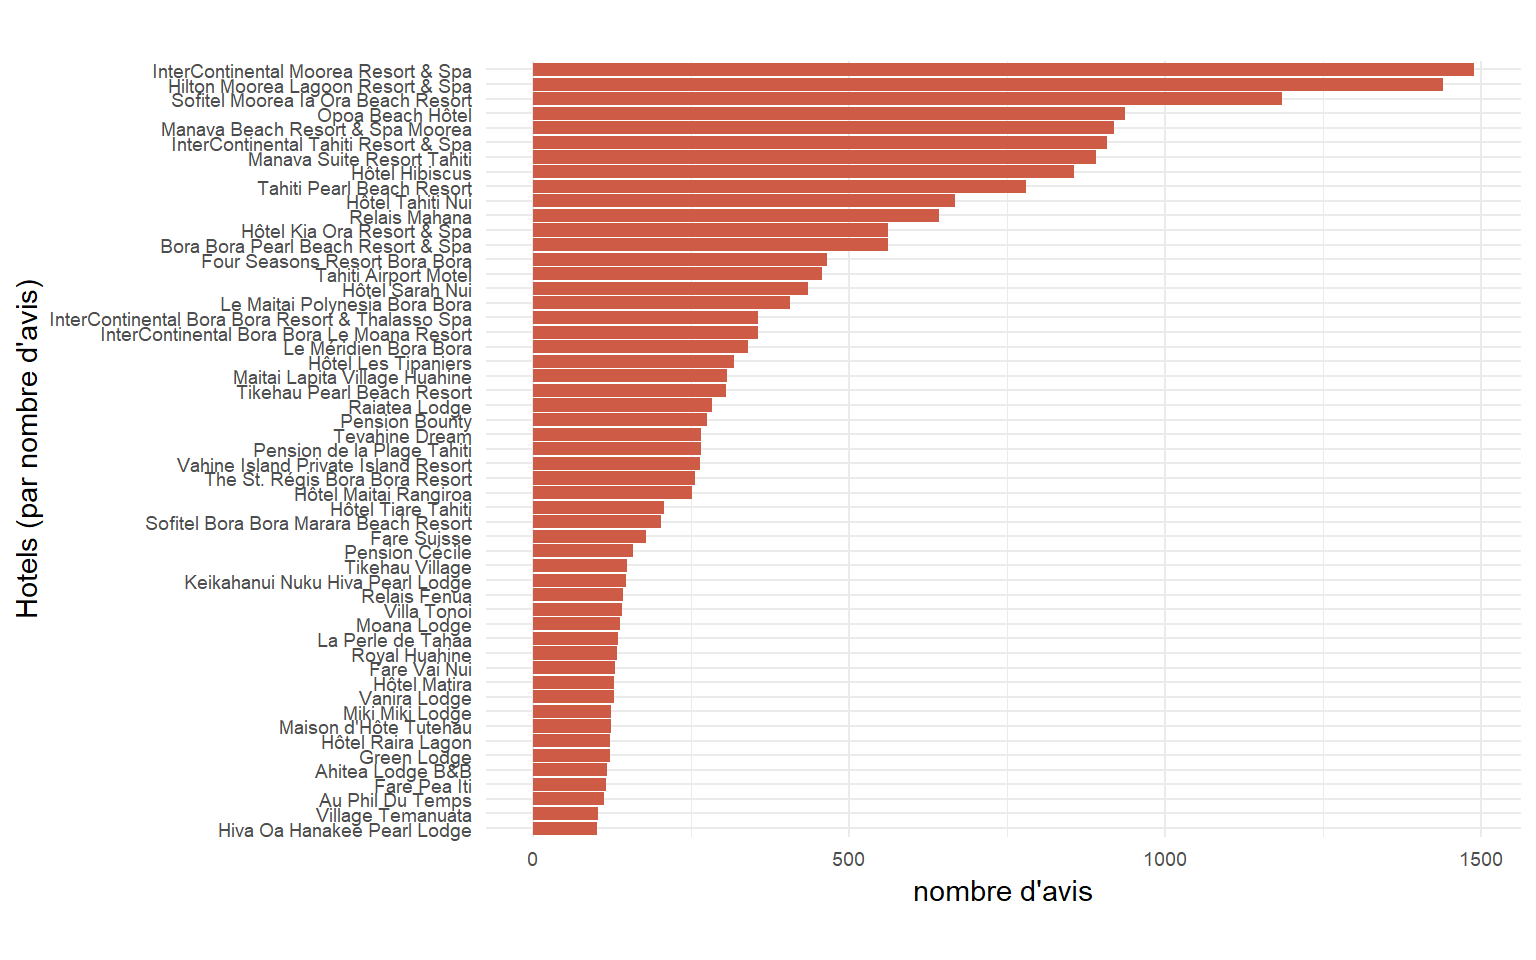 InterContinental Moorea Resort & Spa
Hilton Moorea Lagoon Resort & Spa
Sofitel Moorea Ia Ora Beach Resort
Opoa Beach Hôtel
Manava Beach Resort & Spa Moorea
InterContinental Tahiti Resort & Spa
Manava Suite Resort Tahiti
Hôtel Hibiscus
Tahiti Pearl Beach Resort
Hôtel Tahiti Nui
Relais Mahana
Hôtel Kia Ora Resort & Spa
Bora Bora Pearl Beach Resort & Spa
Four Seasons Resort Bora Bora
Tahiti Airport Motel
Hôtel Sarah Nui
Le Maitai Polynesia Bora Bora
InterContinental Bora Bora Resort & Thalasso Spa
InterContinental Bora Bora Le Moana Resort
Le Méridien Bora Bora
Hôtel Les Tipaniers
Maitai Lapita Village Huahine
Tikehau Pearl Beach Resort
Raiatea Lodge
Pension Bounty
Tevahine Dream
Pension de la Plage Tahiti
Vahine Island Private Island Resort
The St. Régis Bora Bora Resort
Hôtel Maitai Rangiroa
Hôtel Tiare Tahiti
Sofitel Bora Bora Marara Beach Resort
Fare Suisse
Pension Cécile
Tikehau Village
Keikahanui Nuku Hiva Pearl Lodge
Relais Fenua
Villa Tonoi
Moana Lodge
La Perle de Tahaa
Royal Huahine
Fare Vai Nui
Hôtel Matira
Vanira Lodge
Miki Miki Lodge
Maison d'Hôte Tutehau
Hôtel Raira Lagon
Green Lodge
Ahitea Lodge B&B
Fare Pea Iti
Au Phil Du Temps
Village Temanuata
Hiva Oa Hanakee Pearl Lodge
Hotels (par nombre d'avis)
0 500 1000 1500
nombre d'avis